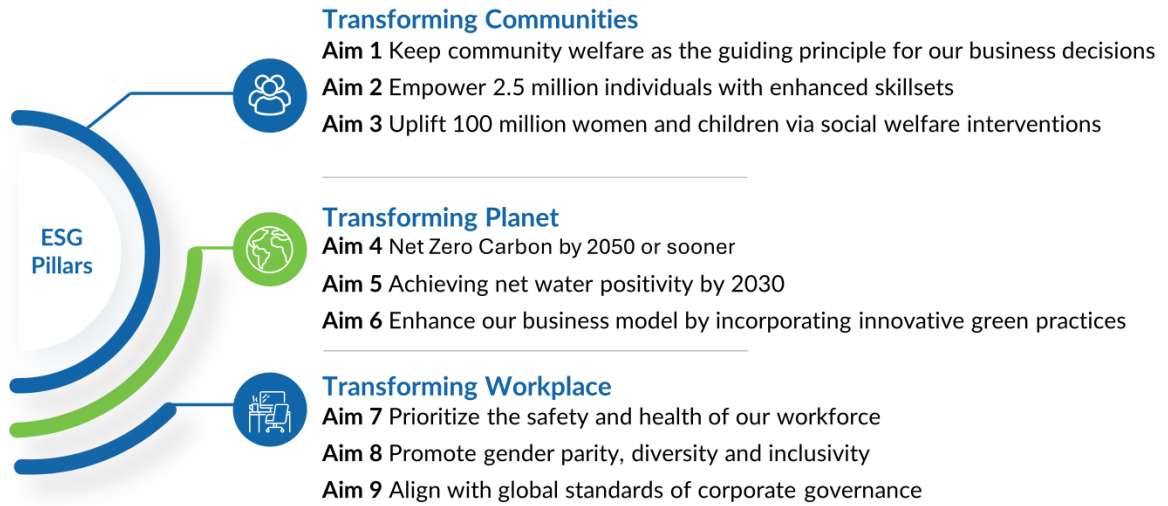 ESG
Pillars
Transforming Communities
Aim 1 Keep community welfare as the guiding principle for our business decisions
Aim 2 Empower 2.5 million individuals with enhanced skillsets
Aim 3 Uplift 100 million women and children via social welfare interventions
Transforming Planet
Aim 4 Net Zero Carbon by 2050 or sooner
Aim 5 Achieving net water positivity by 2030
Aim 6 Enhance our business model by incorporating innovative green practices
Transforming Workplace
Aim 7 Prioritize the safety and health of our workforce
Aim 8 Promote gender parity, diversity and inclusivity
Aim 9 Align with global standards of corporate governance